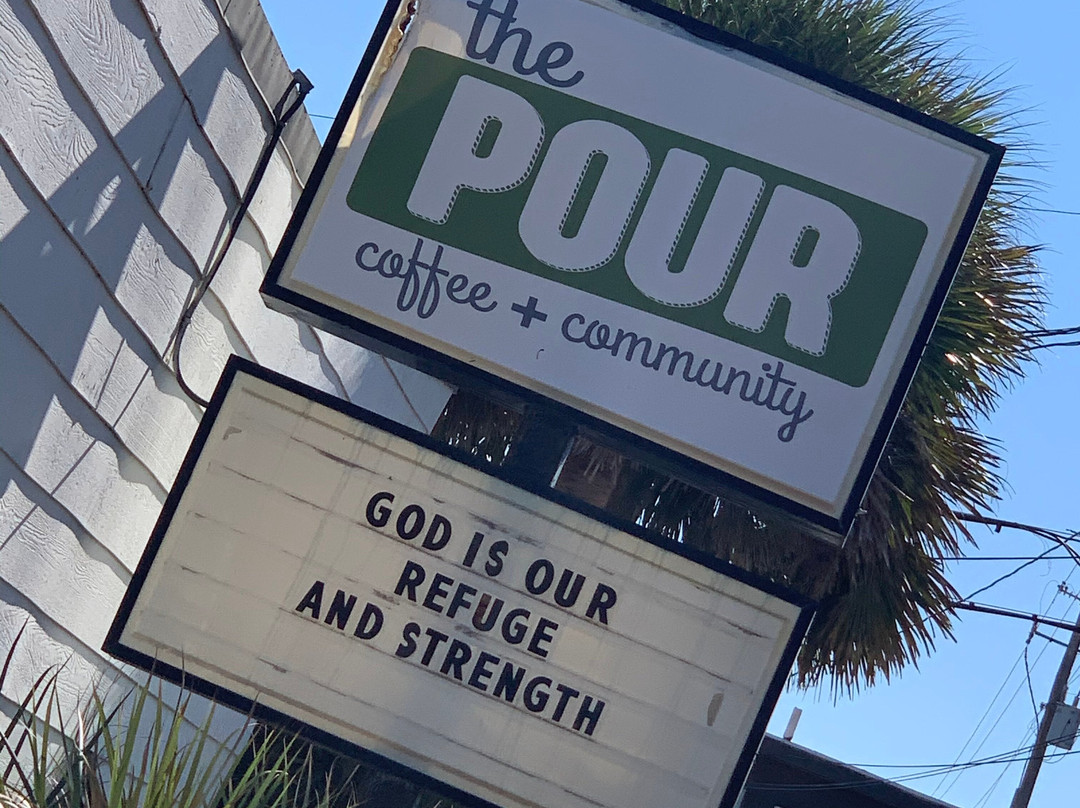 the
POUR
coffee + community
GOD IS OUR
REFUGE
AND STRENGTH